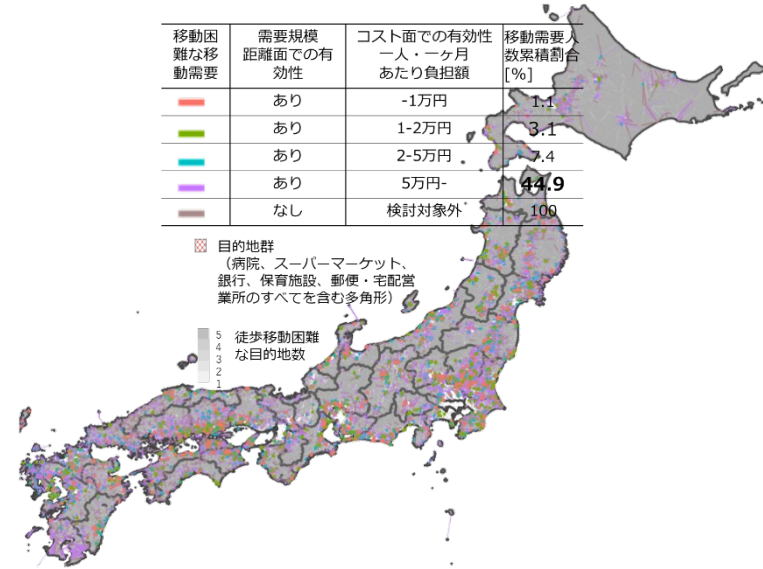 移動困
難な移
動需要
需要規模
距離面での有
効性
コスト面での有効性
一人・一ヶ月
あたり負担額
移動需要人
数累積割合
[%]
あり
-1万円
1.1
あり
1-2万円
3.1
あり
2-5万円
7.4
あり
5万円-
44.9
なし
検討対象外
100
目的地群
（病院、スーパーマーケット、
銀行、保育施設、郵便・宅配営
業所のすべてを含む多角形）
5
4
3
2
1
徒歩移動困難
な目的地数